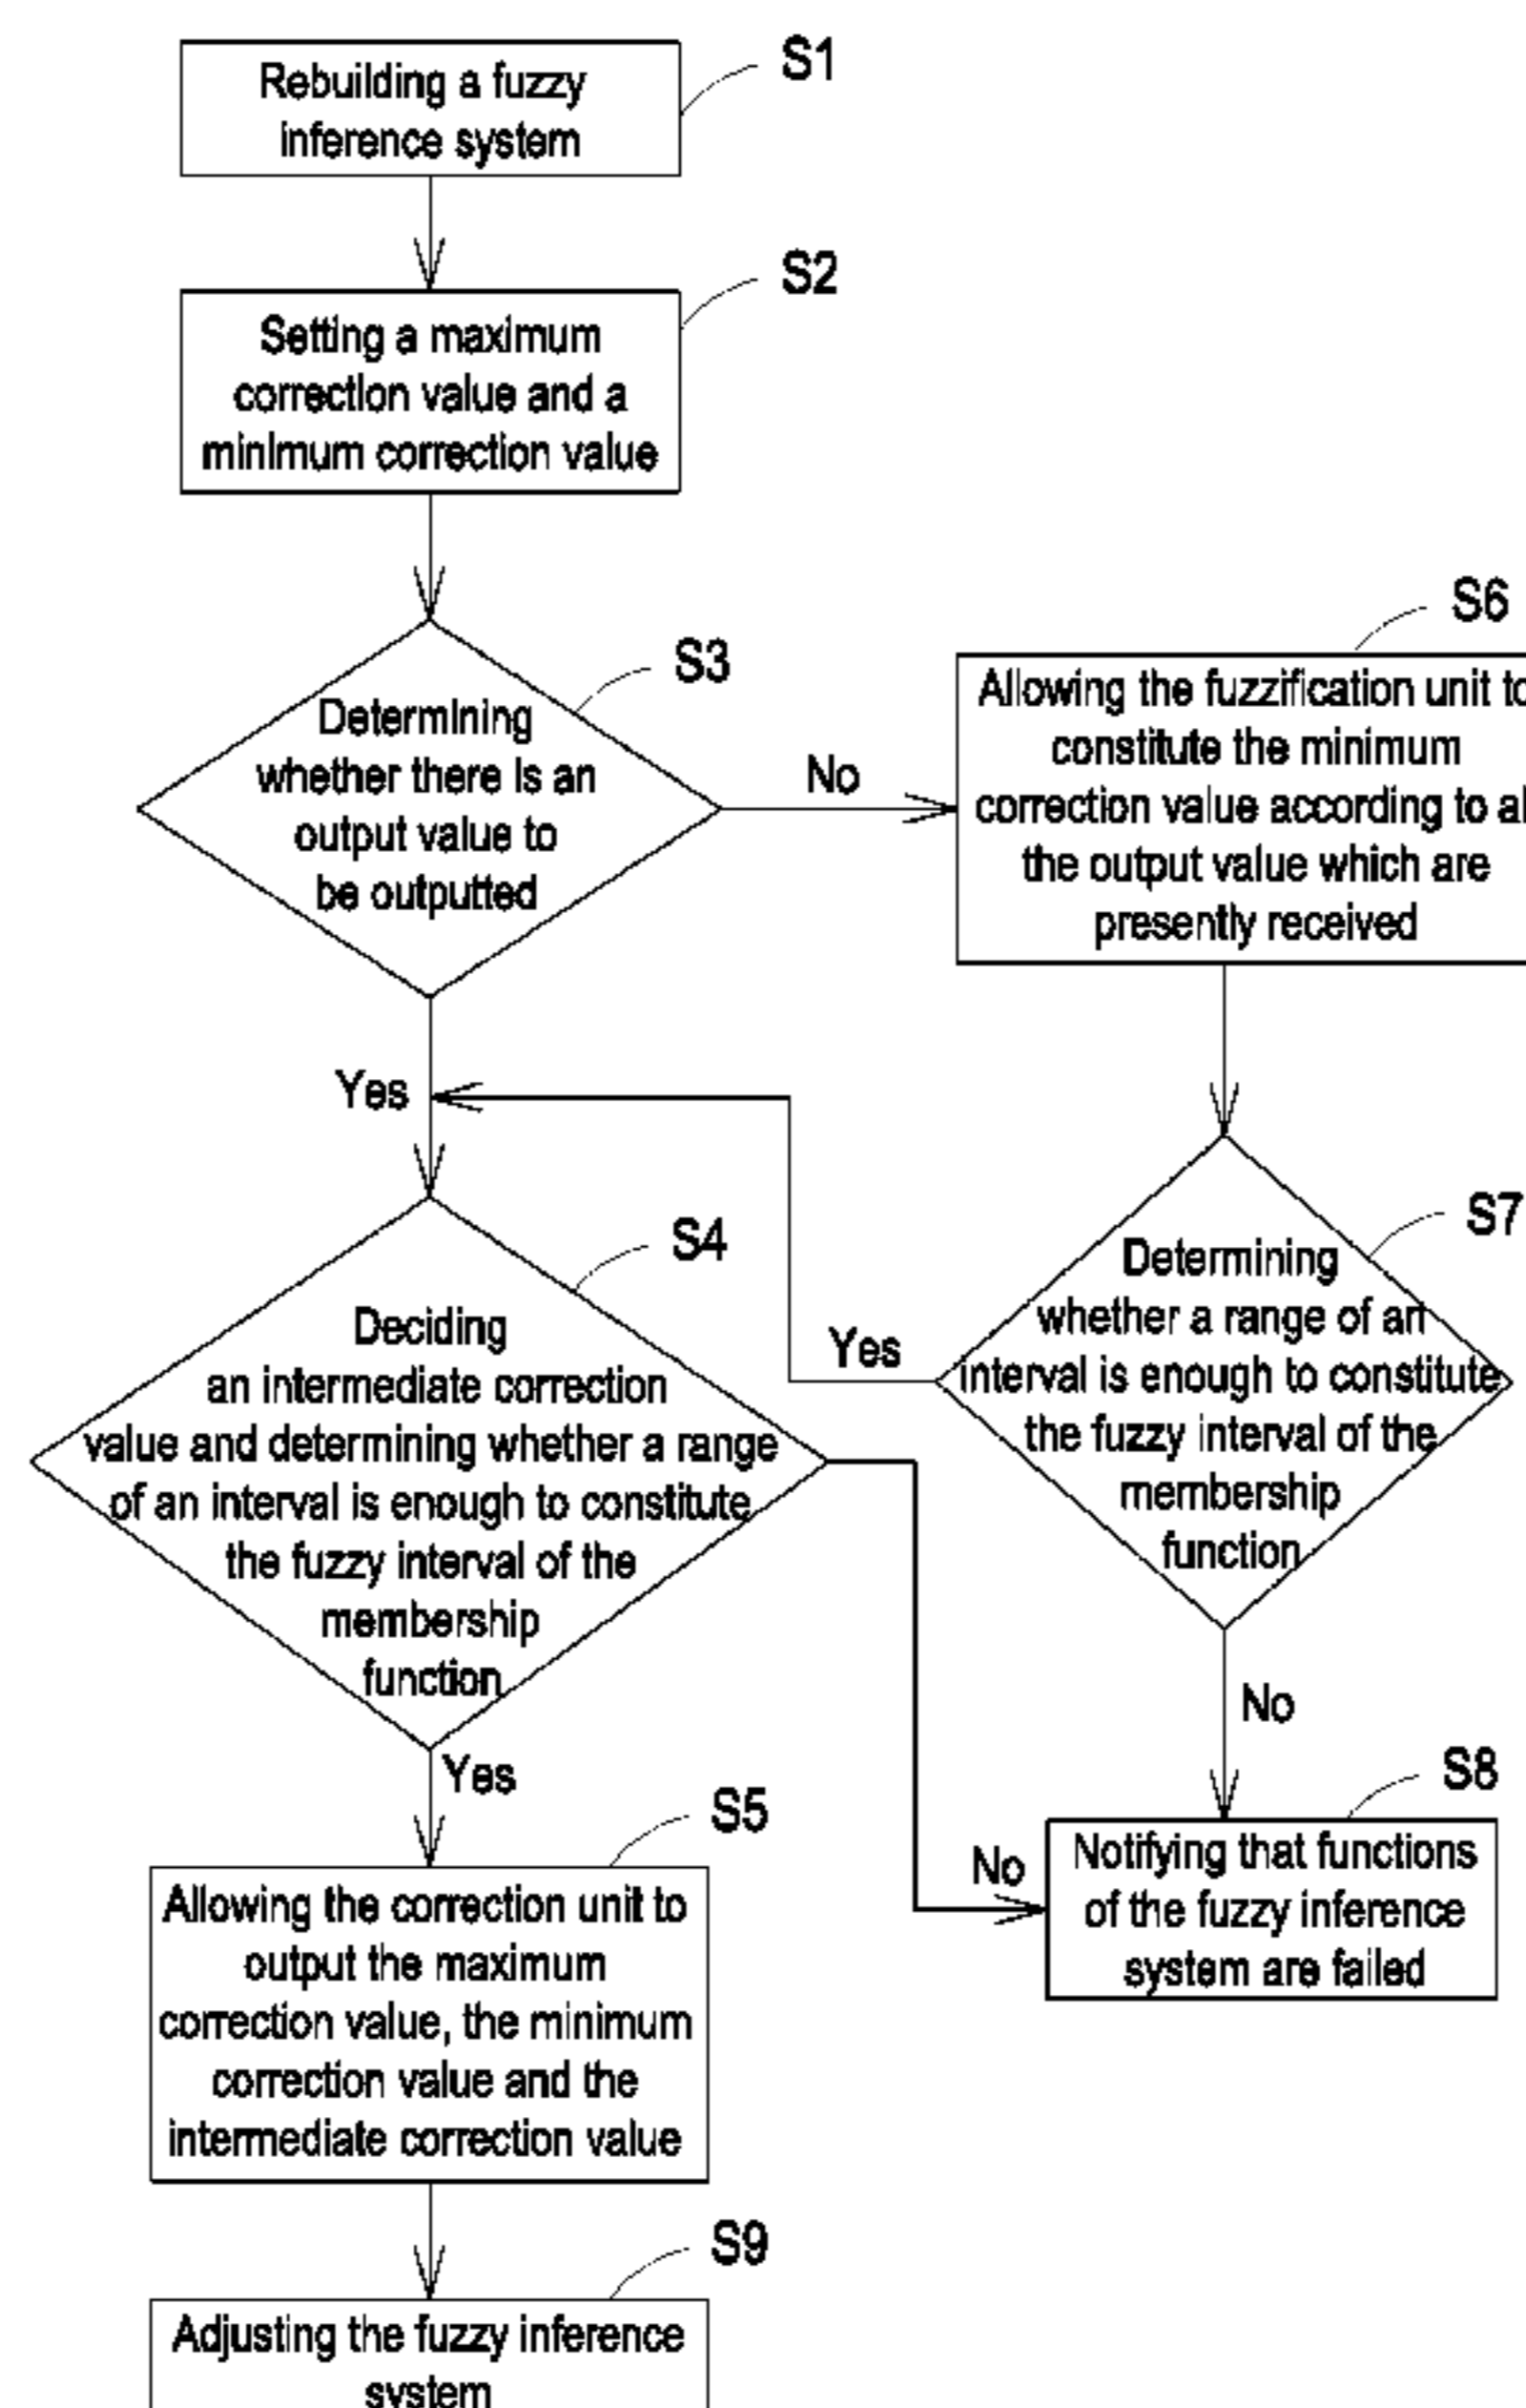 S1
Rebuilding a fuzzy
inference system
S2
Setting a maximum
correction value and a
minimum correction value
S3
Determining
whether there is an
output value to
be outputted
No
S6
Allowing the fuzzification unit to
constitute the minimum
correction value according to
the output value which are
presently received
Yes
S4
Deciding
an intermediate correction
value and determining whether a range
of an interval is enough to constitute
the fuzzy interval of the
membership
function
Yes
S7
Determining
whether a range of an
interval is enough to constitute
the fuzzy interval of the
membership
function
No
Yes
S5
Allowing the correction unit to
output the maximum
correction value, the minimum
correction value and the
intermediate correction value
No
S8
Notifying that functions
of the fuzzy inference
system are failed
S9
Adjusting the fuzzy inference
system